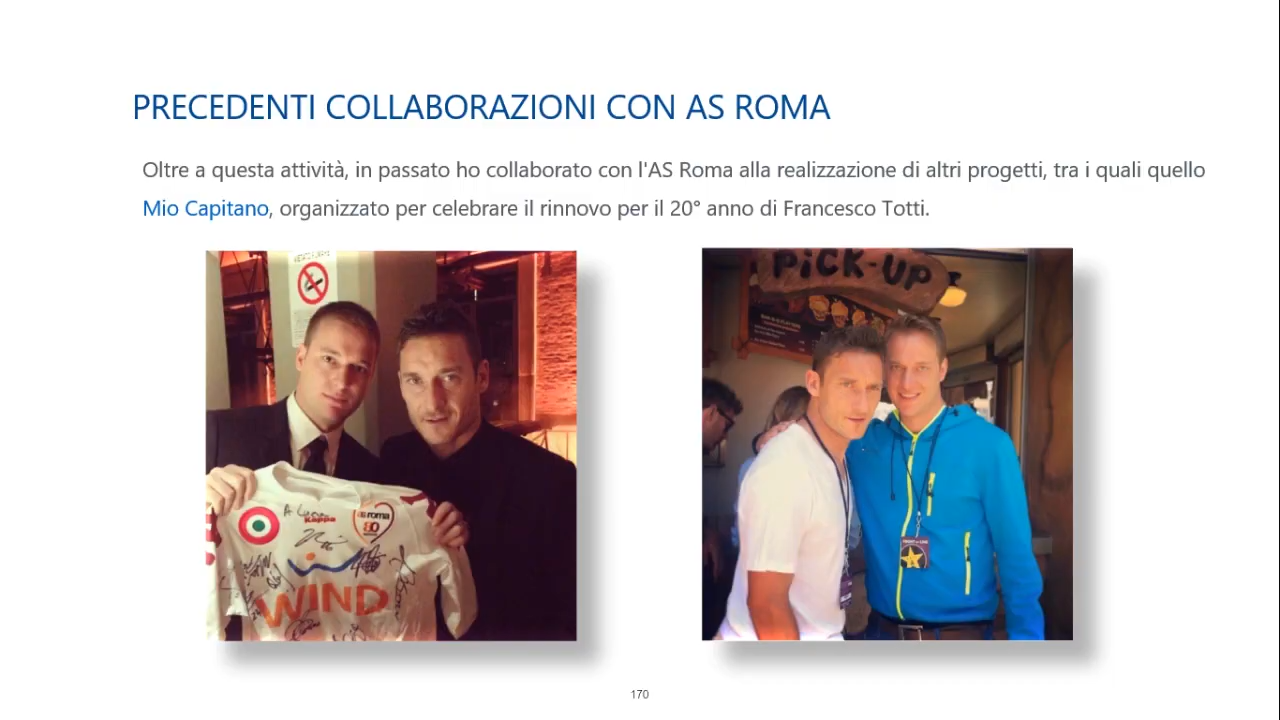 PRECEDENTI COLLABORAZIONI CON AS ROMA
Oltre a questa attività, in passato ho collaborato con l'AS Roma alla realizzazione di altri progetti, tra i quali quello
Mio Capitano, organizzato per celebrare il rinnovo per il 20° anno di Francesco Totti.
PiCK-UP
Kappa
roma
80
WIND
170